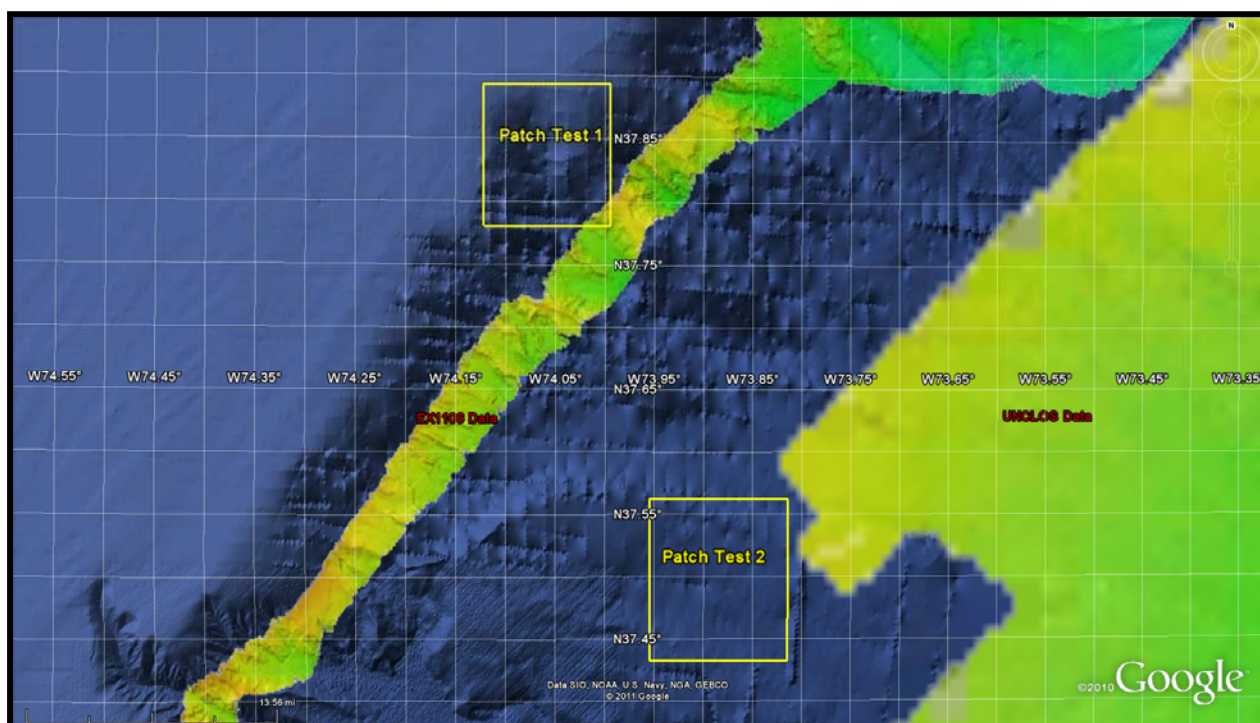 N
Patch Test 1
N37.85°
N37.75°
W74.55° W74.45° W74.35° W74.25° W74.15° W74.05° W73.95° W73.85° W73.75° W73.65° W73.55° W73.45° W73.35
N37.65°
EX1106 Data UNCLOS Data
N37.55°
Patch Test 2
N37.45°
Data SIO, NOAA, U.S. Navy, NGA, GEBCO
© 2011 Google
©2010 Google
13.56 mi